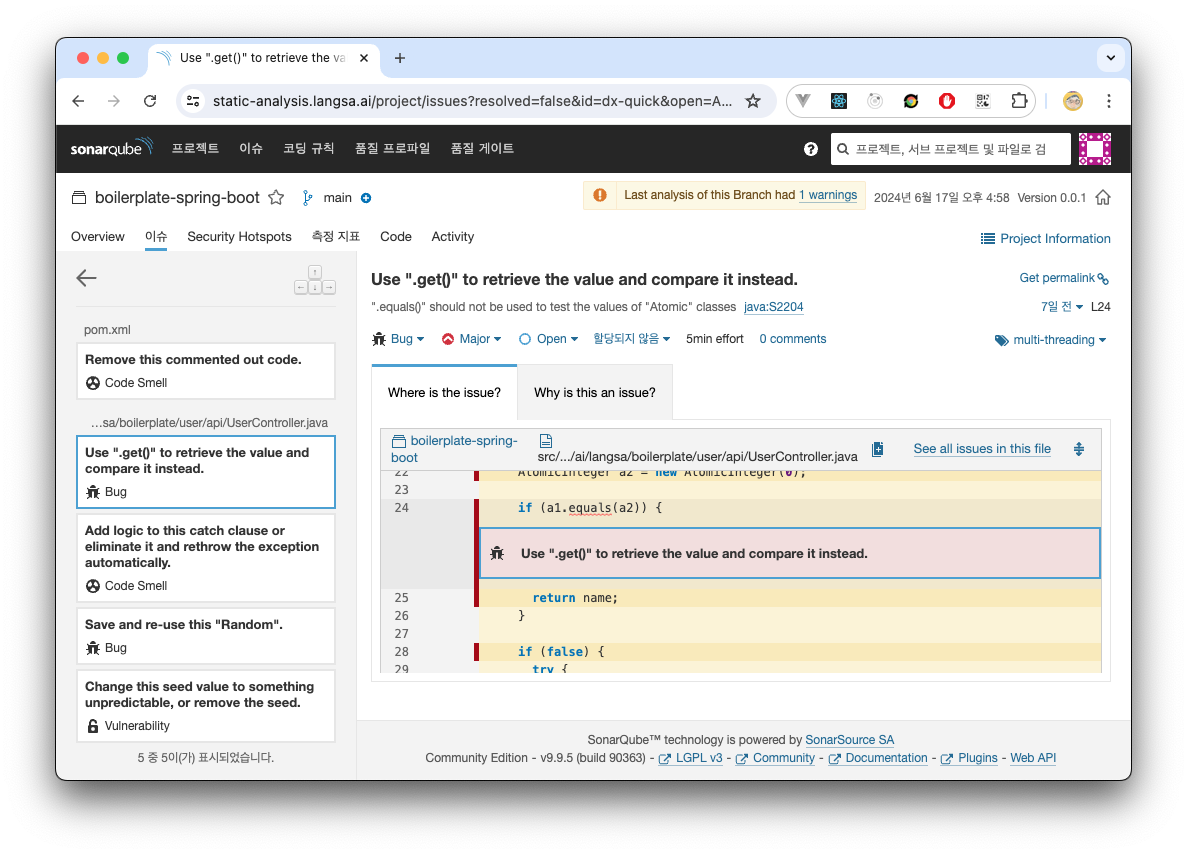 Use ".get()" to retrieve the va
static-analysis.langsa.ai/project/issues?resolved=false&id=dx-quick&open=A...
sonarqube 프로젝트 이슈 코딩 규칙 품질 프로파일 품질 게이트 프로젝트, 서브 프로젝트 및 파일로 검
boilerplate-spring-boot main Last analysis of this Branch had 1 warnings 2024년 6월 17일 오후 4:58 Version 0.0.1
Overview 이슈 Security Hotspots 측정 지표 Code Activity Project Information
pom.xml
Remove this commented out code.
Code Smell
...sa/boilerplate/user/api/UserController.java
Use ".get()" to retrieve the value and
compare it instead.
Bug
Add logic to this catch clause or
eliminate it and rethrow the exception
automatically.
Code Smell
Save and re-use this "Random".
Bug
Change this seed value to something
unpredictable, or remove the seed.
Vulnerability
5 중 5이(가) 표시되었습니다.
Use ".get()" to retrieve the value and compare it instead. Get permalink
".equals()" should not be used to test the values of "Atomic" classes java:S2204 7일 전 L24
Bug Major Open 할당되지 않음 5min effort 0 comments multi-threading
Where is the issue? Why is this an issue?
boilerplate-spring-
boot
src/.../ai/langsa/boilerplate/user/api/UserController.java See all issues in this file
22 AtomicInteger a2 = new AtomicInteger(0);
23
24 if (a1.equals(a2)) {
Use ".get()" to retrieve the value and compare it instead.
25 return name;
26 }
27
28 if (false) {
29 try {
SonarQube™ technology is powered by SonarSource SA
Community Edition - v9.9.5 (build 90363) - LGPL v3 - Community - Documentation - Plugins - Web API